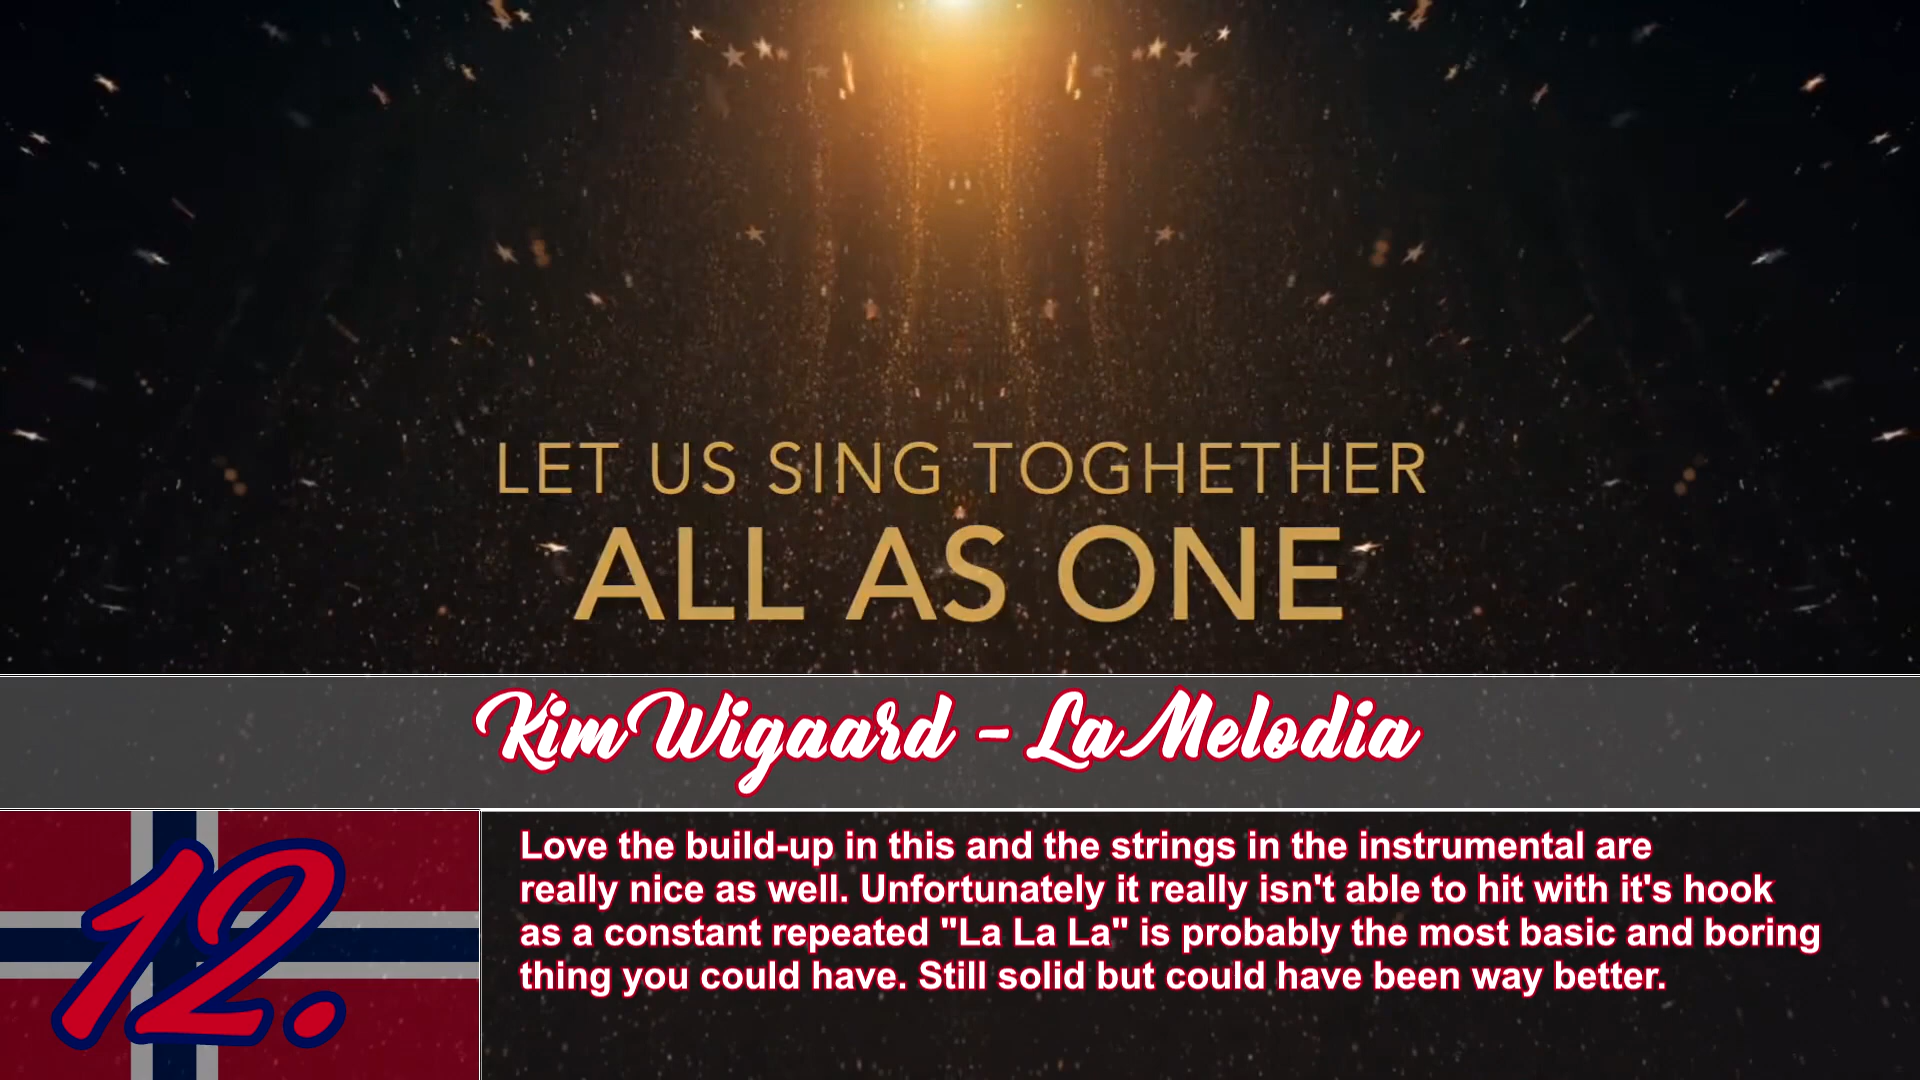 LET US SING TOGHETHER
ALL AS ONE
Kim Wigaard - La Melodia
12.
Love the build-up in this and the strings in the instrumental are
really nice as well. Unfortunately it really isn't able to hit with it's hook
as a constant repeated "La La La" is probably the most basic and boring
thing you could have. Still solid but could have been way better.